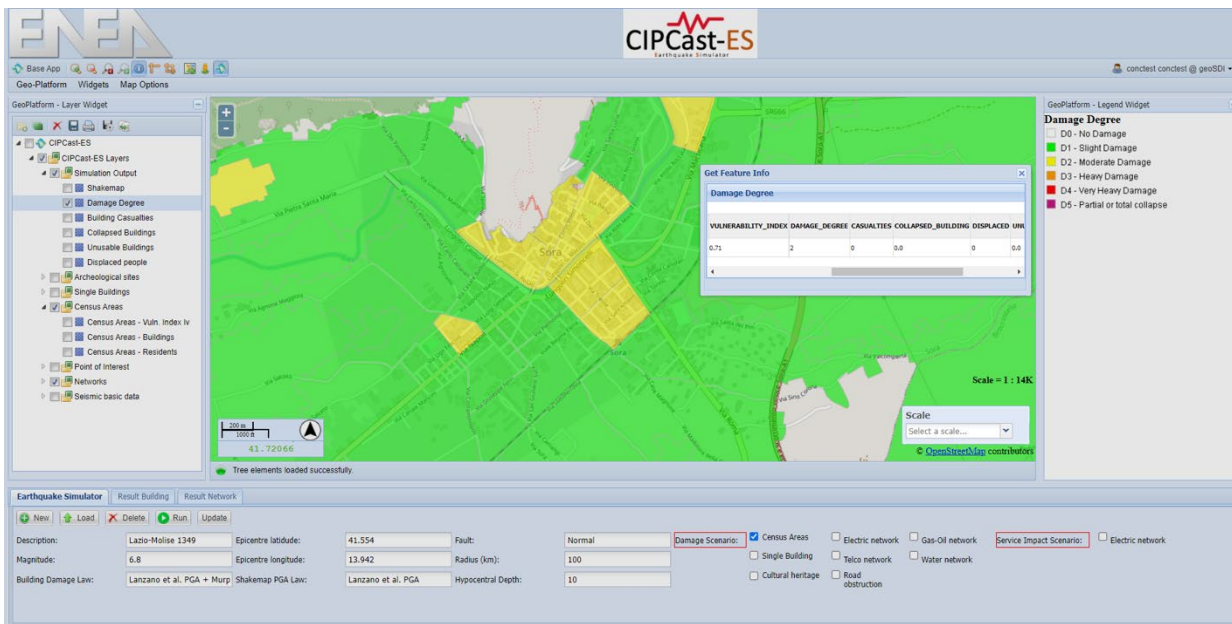 ENEA
CIPCast-ES
Earthquake Simulator
Base App
conctest conctest @ geoSDI
Geo-Platform Widgets Map Options
GeoPlatform - Layer Widget
CIPCast-ES
CIPCast-ES Layers
Simulation Output
Shakemap
Damage Degree
Building Casualties
Collapsed Buildings
Unusable Buildings
Displaced people
Archeological sites
Single Buildings
Census Areas
Census Areas - Vuln. Index Iv
Census Areas - Buildings
Census Areas - Residents
Point of Interest
Networks
Seismic basic data
+
-
SR666
Sora
Sora
Get Feature Info
Damage Degree
VULNERABILITY_INDEX DAMAGE_DEGREE CASUALTIES COLLAPSED_BUILDING DISPLACED UNU
0.71 2 0 0.0 0 0.0
Scale = 1 : 14K
Scale
Select a scale...
© OpenStreetMap contributors
200 m
1000 ft
41.72066
Tree elements loaded successfully.
GeoPlatform - Legend Widget
Damage Degree
D0 - No Damage
D1 - Slight Damage
D2 - Moderate Damage
D3 - Heavy Damage
D4 - Very Heavy Damage
D5 - Partial or total collapse
Earthquake Simulator Result Building Result Network
New Load Delete Run Update
Description: Lazio-Molise 1349 Epicentre latidude: 41.554 Fault: Normal Damage Scenario: Census Areas Electric network Gas-Oil network Service Impact Scenario: Electric network
Magnitude: 6.8 Epicentre longitude: 13.942 Radius (km): 100 Single Building Telco network Water network
Building Damage Law: Lanzano et al. PGA + Murp Shakemap PGA Law: Lanzano et al. PGA Hypocentral Depth: 10 Cultural heritage Road
obstruction